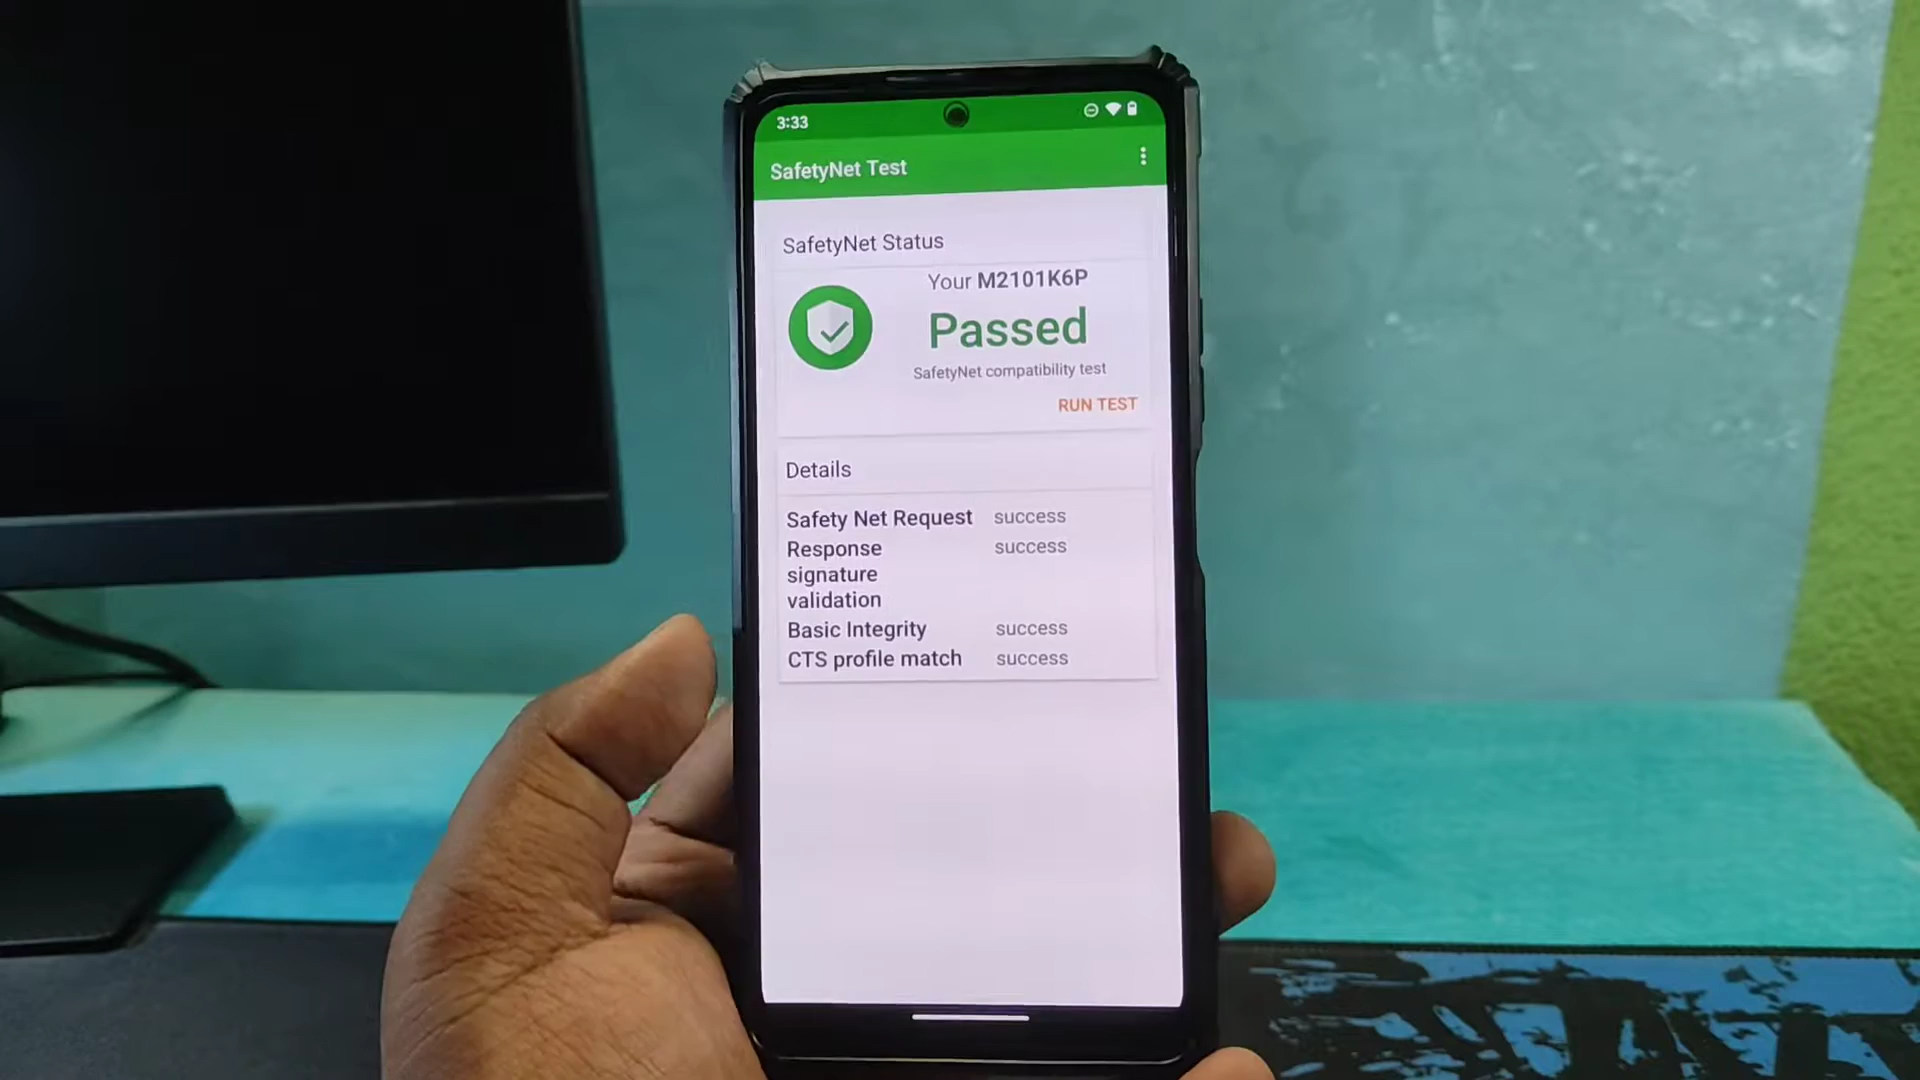 3:33
SafetyNet Test
SafetyNet Status
Your M2101K6P
Passed
SafetyNet compatibility test
RUN TEST
Details
Safety Net Request success
Response success
signature
validation
Basic Integrity success
CTS profile match success